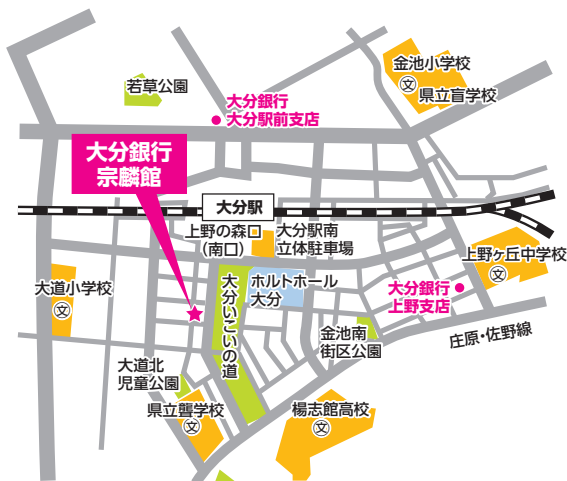 金池小学校
文
県立盲学校
若草公園
大分銀行
大分駅前支店
大分銀行
宗麟館
大分駅
上野の森口
(南口)
大分駅南
立体駐車場
上野ヶ丘中学校
文
大道小学校
文
大分いこいの道
ホルトホール
大分
大分銀行
上野支店
金池南
街区公園
庄原・佐野線
大道北
児童公園
県立聾学校
文
楊志館高校
文